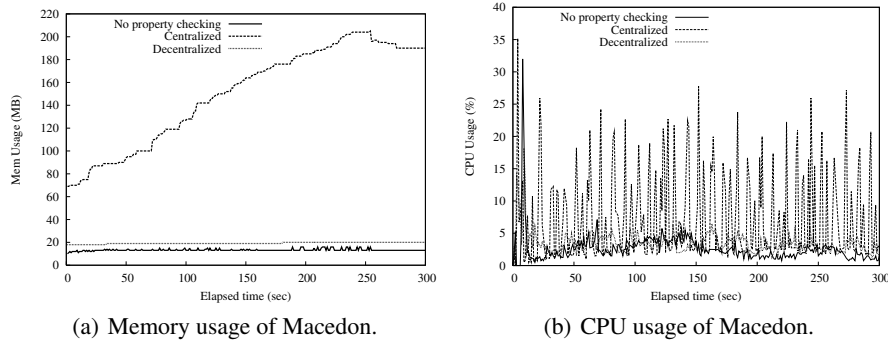 No property checking
Centralized
Decentralized
Mem Usage (MB)
220
200
180
160
140
120
100
80
60
40
20
0
0 50 100 150 200 250 300
Elapsed time (sec)
(a) Memory usage of Macedon.
No property checking
Centralized
Decentralized
CPU Usage (%)
40
35
30
25
20
15
10
5
0
0 50 100 150 200 250 300
Elapsed time (sec)
(b) CPU usage of Macedon.